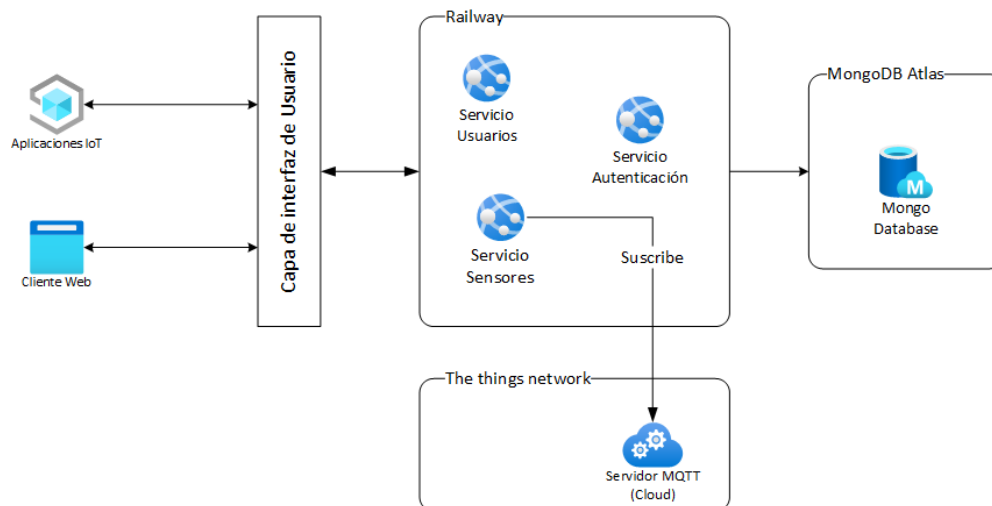 Railway
MongoDB Atlas
Capa de interfaz de Usuario
Aplicaciones IoT
Servicio
Usuarios
Servicio
Autenticación
Mongo
Database
Servicio
Sensores
Suscribe
Cliente Web
The things network
Servidor MQTT
(Cloud)
M